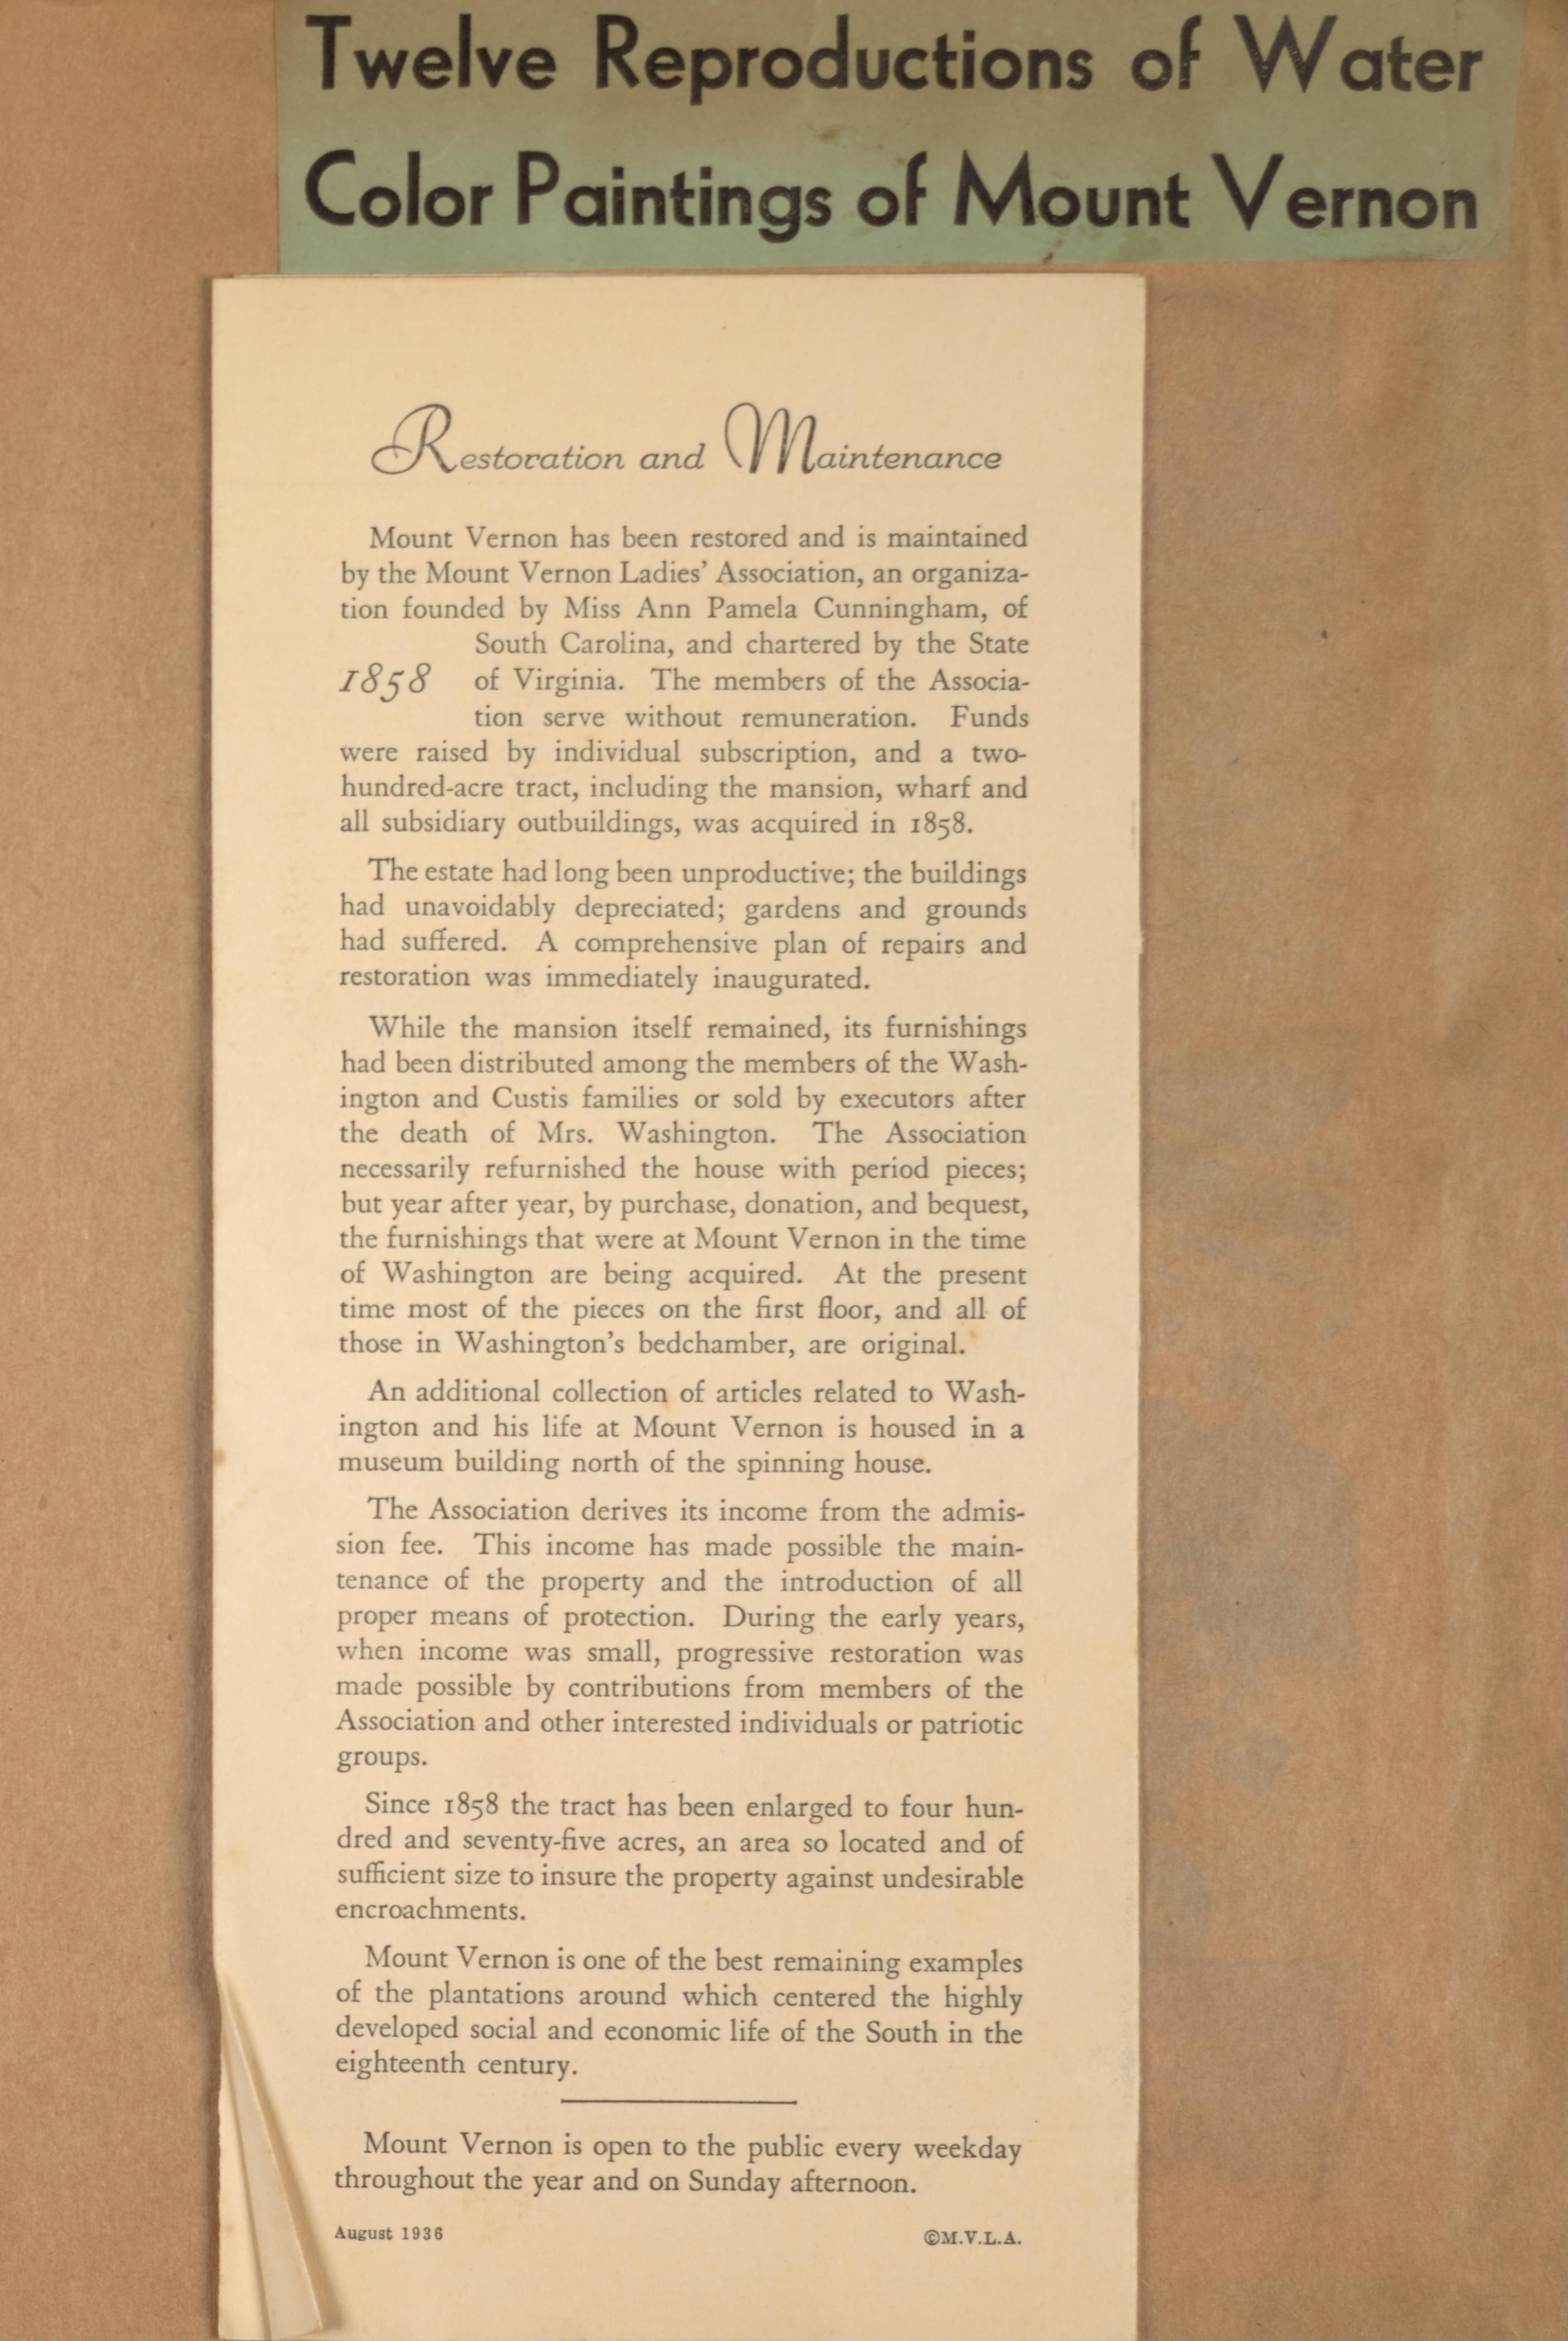 Twelve Reproductions of Water
Color Paintings of Mount Vernon
Restoration and Maintenance
Mount Vernon has been restored and is maintained
by the Mount Vernon Ladies’ Association, an organiza-
tion founded by Miss Ann Pamela Cunningham, of
South Carolina, and chartered by the State
1858 of Virginia. The members of the Associa-
tion serve without remuneration. Funds
were raised by individual subscription, and a two-
hundred-acre tract, including the mansion, wharf and
all subsidiary outbuildings, was acquired in 1858.
The estate had long been unproductive; the buildings
had unavoidably depreciated; gardens and grounds
had suffered. A comprehensive plan of repairs and
restoration was immediately inaugurated.
While the mansion itself remained, its furnishings
had been distributed among the members of the Wash-
ington and Custis families or sold by executors after
the death of Mrs. Washington. The Association
necessarily refurnished the house with period pieces;
but year after year, by purchase, donation, and bequest,
the furnishings that were at Mount Vernon in the time
of Washington are being acquired. At the present
time most of the pieces on the first floor, and all of
those in Washington’s bedchamber, are original.
An additional collection of articles related to Wash-
ington and his life at Mount Vernon is housed in a
museum building north of the spinning house.
The Association derives its income from the admis-
sion fee. This income has made possible the main-
tenance of the property and the introduction of all
proper means of protection. During the early years,
when income was small, progressive restoration was
made possible by contributions from members of the
Association and other interested individuals or patriotic
groups.
Since 1858 the tract has been enlarged to four hun-
dred and seventy-five acres, an area so located and of
sufficient size to insure the property against undesirable
encroachments.
Mount Vernon is one of the best remaining examples
of the plantations around which centered the highly
developed social and economic life of the South in the
eighteenth century.
Mount Vernon is open to the public every weekday
throughout the year and on Sunday afternoon.
August 1936 ©M.V.L.A.